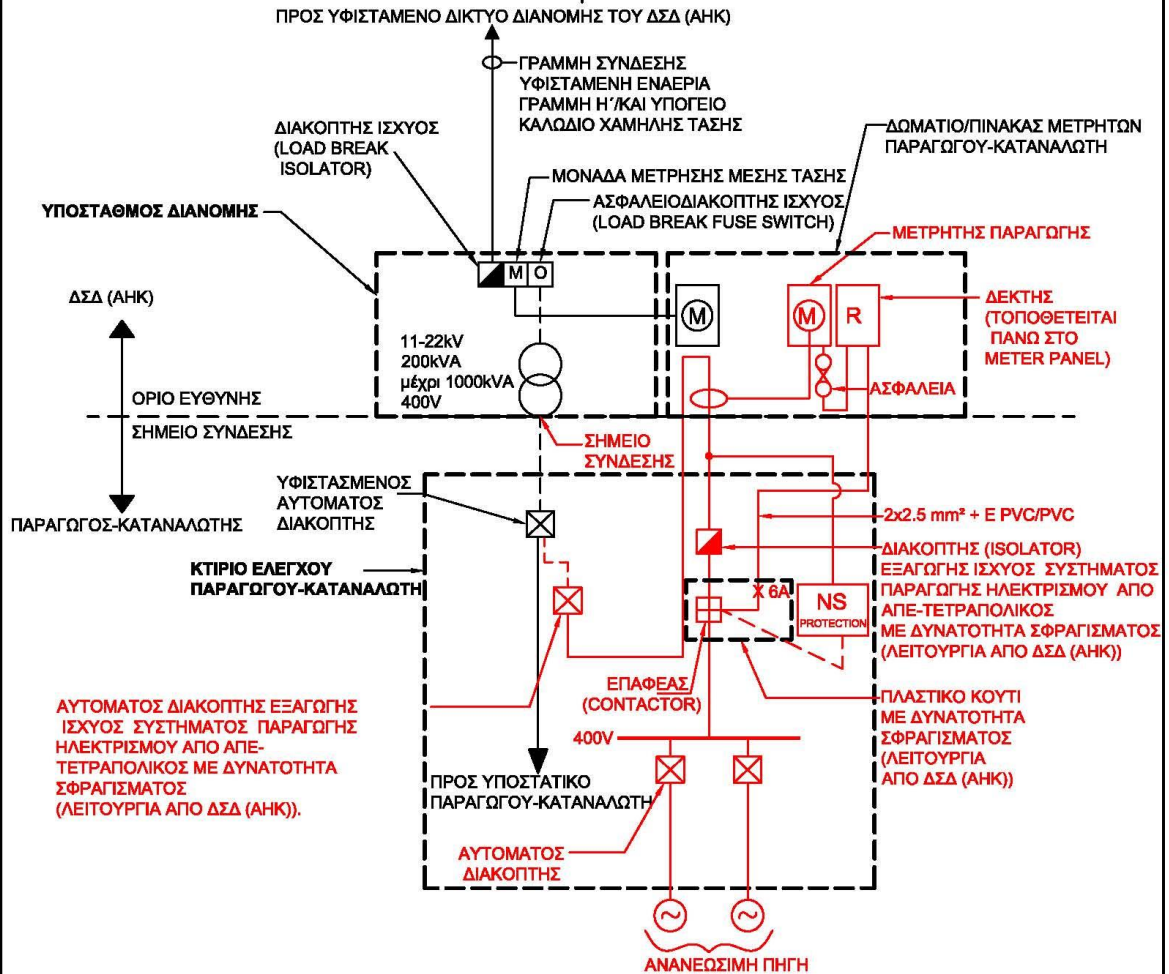 ΠΡΟΣ ΥΦΙΣΤΑΜΕΝΟ ΔΙΚΤΥΟ ΔΙΑΝΟΜΗΣ ΤΟΥ ΔΣΔ (ΑΗΚ)
ΓΡΑΜΜΗ ΣΥΝΔΕΣΗΣ
ΥΦΙΣΤΑΜΕΝΗ ΕΝΑΕΡΙΑ
ΓΡΑΜΜΗ Η΄/ΚΑΙ ΥΠΟΓΕΙΟ
ΚΑΛΩΔΙΟ ΧΑΜΗΛΗΣ ΤΑΣΗΣ
ΔΙΑΚΟΠΤΗΣ ΙΣΧΥΟΣ
(LOAD BREAK
ISOLATOR)
ΔΩΜΑΤΙΟ/ΠΙΝΑΚΑΣ ΜΕΤΡΗΤΩΝ
ΠΑΡΑΓΩΓΟΥ-ΚΑΤΑΝΑΛΩΤΗ
ΜΟΝΑΔΑ ΜΕΤΡΗΣΗΣ ΜΕΣΗΣ ΤΑΣΗΣ
ΑΣΦΑΛΕΙΟΔΙΑΚΟΠΤΗΣ ΙΣΧΥΟΣ
(LOAD BREAK FUSE SWITCH)
ΥΠΟΣΤΑΘΜΟΣ ΔΙΑΝΟΜΗΣ
ΜΕΤΡΗΤΗΣ ΠΑΡΑΓΩΓΗΣ
M O
ΔΣΔ (ΑΗΚ)
M
M
R
ΔΕΚΤΗΣ
(ΤΟΠΟΘΕΤΕΙΤΑΙ
ΠΑΝΩ ΣΤΟ
METER PANEL)
11-22kV
200kVA
μέχρι 1000kVA
400V
ΑΣΦΑΛΕΙΑ
ΟΡΙΟ ΕΥΘΥΝΗΣ
ΣΗΜΕΙΟ ΣΥΝΔΕΣΗΣ
ΣΗΜΕΙΟ
ΣΥΝΔΕΣΗΣ
ΥΦΙΣΤΑΣΜΕΝΟΣ
ΑΥΤΟΜΑΤΟΣ
ΔΙΑΚΟΠΤΗΣ
ΠΑΡΑΓΩΓΟΣ-ΚΑΤΑΝΑΛΩΤΗΣ
2x2.5 mm² + E PVC/PVC
ΚΤΙΡΙΟ ΕΛΕΓΧΟΥ
ΠΑΡΑΓΩΓΟΥ-ΚΑΤΑΝΑΛΩΤΗ
ΔΙΑΚΟΠΤΗΣ (ISOLATOR)
ΕΞΑΓΩΓΗΣ ΙΣΧΥΟΣ ΣΥΣΤΗΜΑΤΟΣ
ΠΑΡΑΓΩΓΗΣ ΗΛΕΚΤΡΙΣΜΟΥ ΑΠΟ
ΑΠΕ-ΤΕΤΡΑΠΟΛΙΚΟΣ
ΜΕ ΔΥΝΑΤΟΤΗΤΑ ΣΦΡΑΓΙΣΜΑΤΟΣ
(ΛΕΙΤΟΥΡΓΙΑ ΑΠΟ ΔΣΔ (ΑΗΚ))
6A
NS
PROTECTION
ΕΠΑΦΕΑΣ
(CONTACTOR)
ΠΛΑΣΤΙΚΟ ΚΟΥΤΙ
ΜΕ ΔΥΝΑΤΟΤΗΤΑ
ΣΦΡΑΓΙΣΜΑΤΟΣ
(ΛΕΙΤΟΥΡΓΙΑ
ΑΠΟ ΔΣΔ (ΑΗΚ))
ΑΥΤΟΜΑΤΟΣ ΔΙΑΚΟΠΤΗΣ ΕΞΑΓΩΓΗΣ
ΙΣΧΥΟΣ ΣΥΣΤΗΜΑΤΟΣ ΠΑΡΑΓΩΓΗΣ
ΗΛΕΚΤΡΙΣΜΟΥ ΑΠΟ ΑΠΕ-
ΤΕΤΡΑΠΟΛΙΚΟΣ ΜΕ ΔΥΝΑΤΟΤΗΤΑ
ΣΦΡΑΓΙΣΜΑΤΟΣ
(ΛΕΙΤΟΥΡΓΙΑ ΑΠΟ ΔΣΔ (ΑΗΚ)).
400V
ΠΡΟΣ ΥΠΟΣΤΑΤΙΚΟ
ΠΑΡΑΓΩΓΟΥ-ΚΑΤΑΝΑΛΩΤΗ
ΑΥΤΟΜΑΤΟΣ
ΔΙΑΚΟΠΤΗΣ
ΑΝΑΝΕΩΣΙΜΗ ΠΗΓΗ